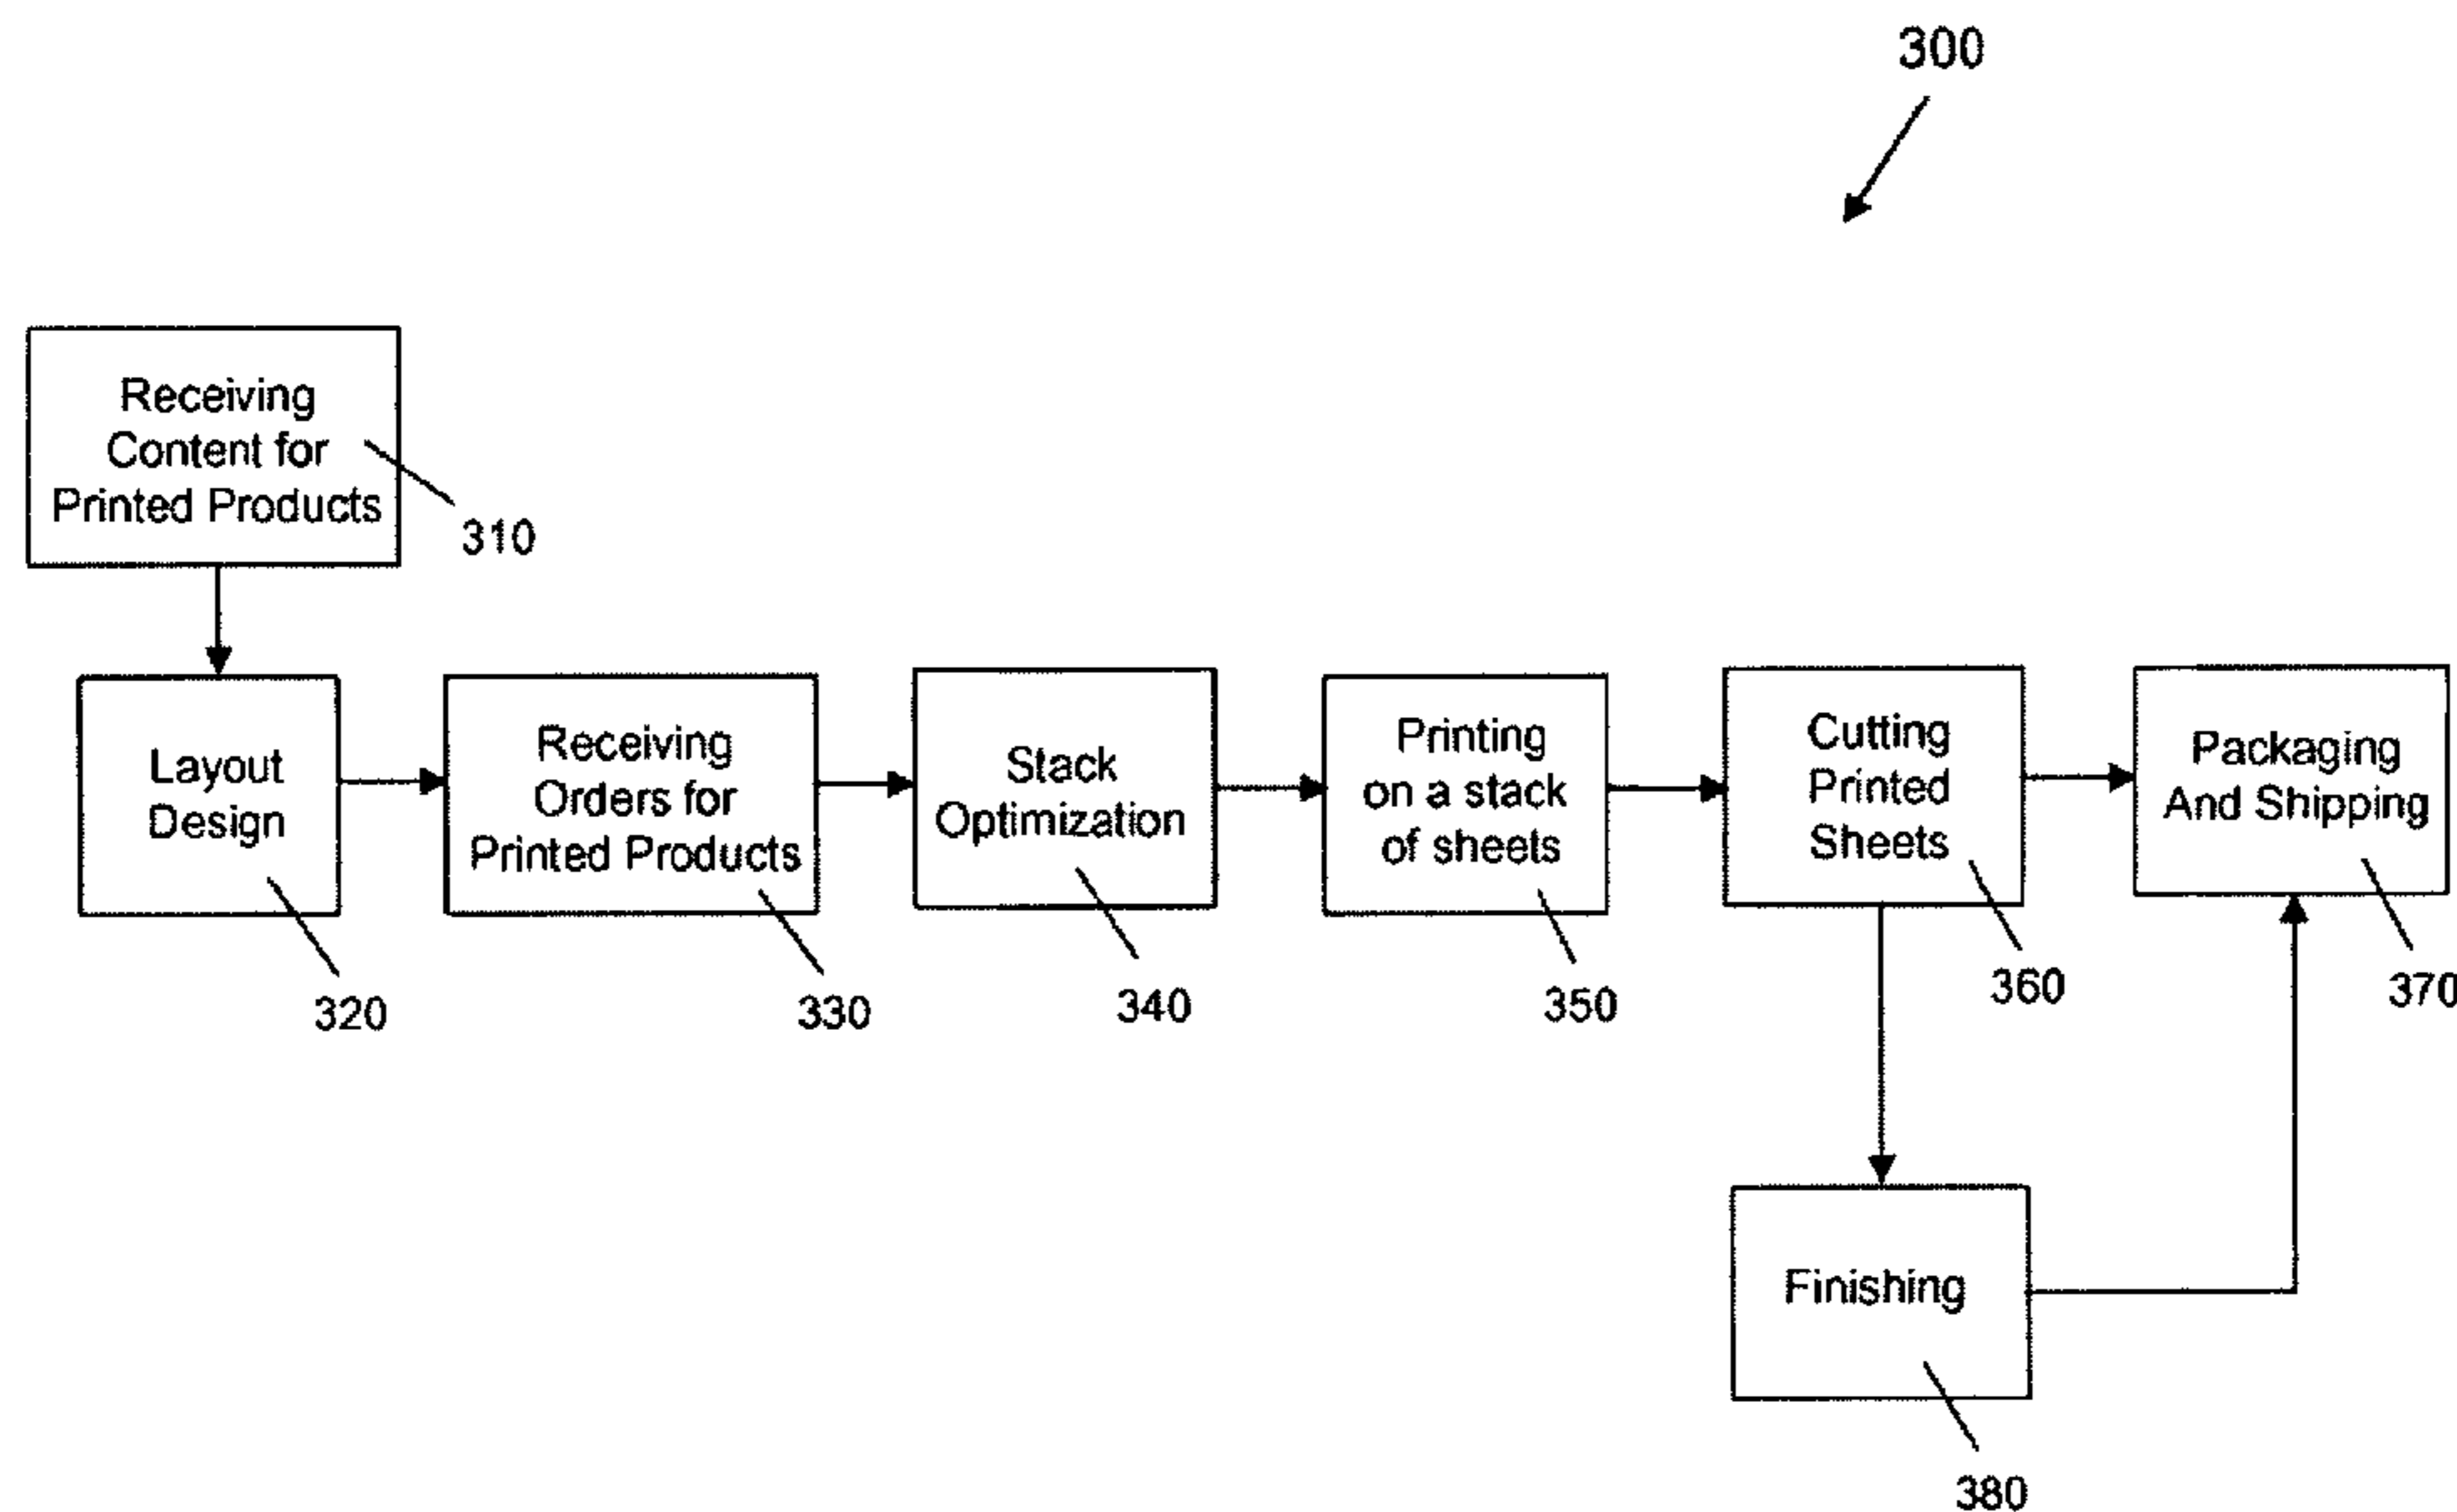 300
Receiving
Content for
Printed Products
310
Layout
Design
320
Receiving
Orders for
Printed Products
330
Stack
Optimization
340
Printing
on a stack
of sheets
350
Cutting
Printed
Sheets
360
Packaging
And Shipping
370
Finishing
380